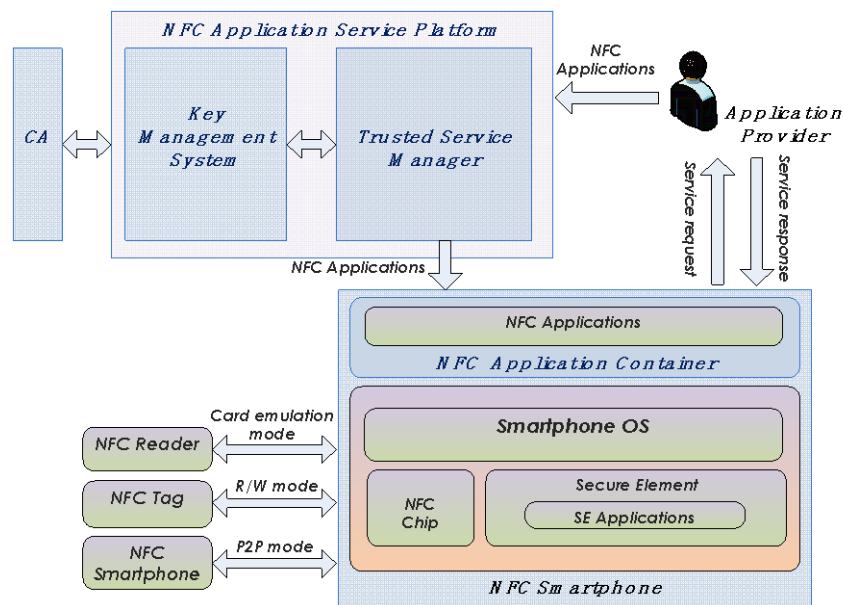 NFC Application Service Platform
NFC
Applications
CA
Key
Management
System
Trusted Service
Manager
Application
Provider
Service request
Service response
NFC Applications
NFC Applications
NFC Application Container
Card emulation
mode
NFC Reader
Smartphone OS
R/W mode
NFC Tag
NFC
Chip
Secure Element
SE Applications
P2P mode
NFC
Smartphone
NFC Smartphone